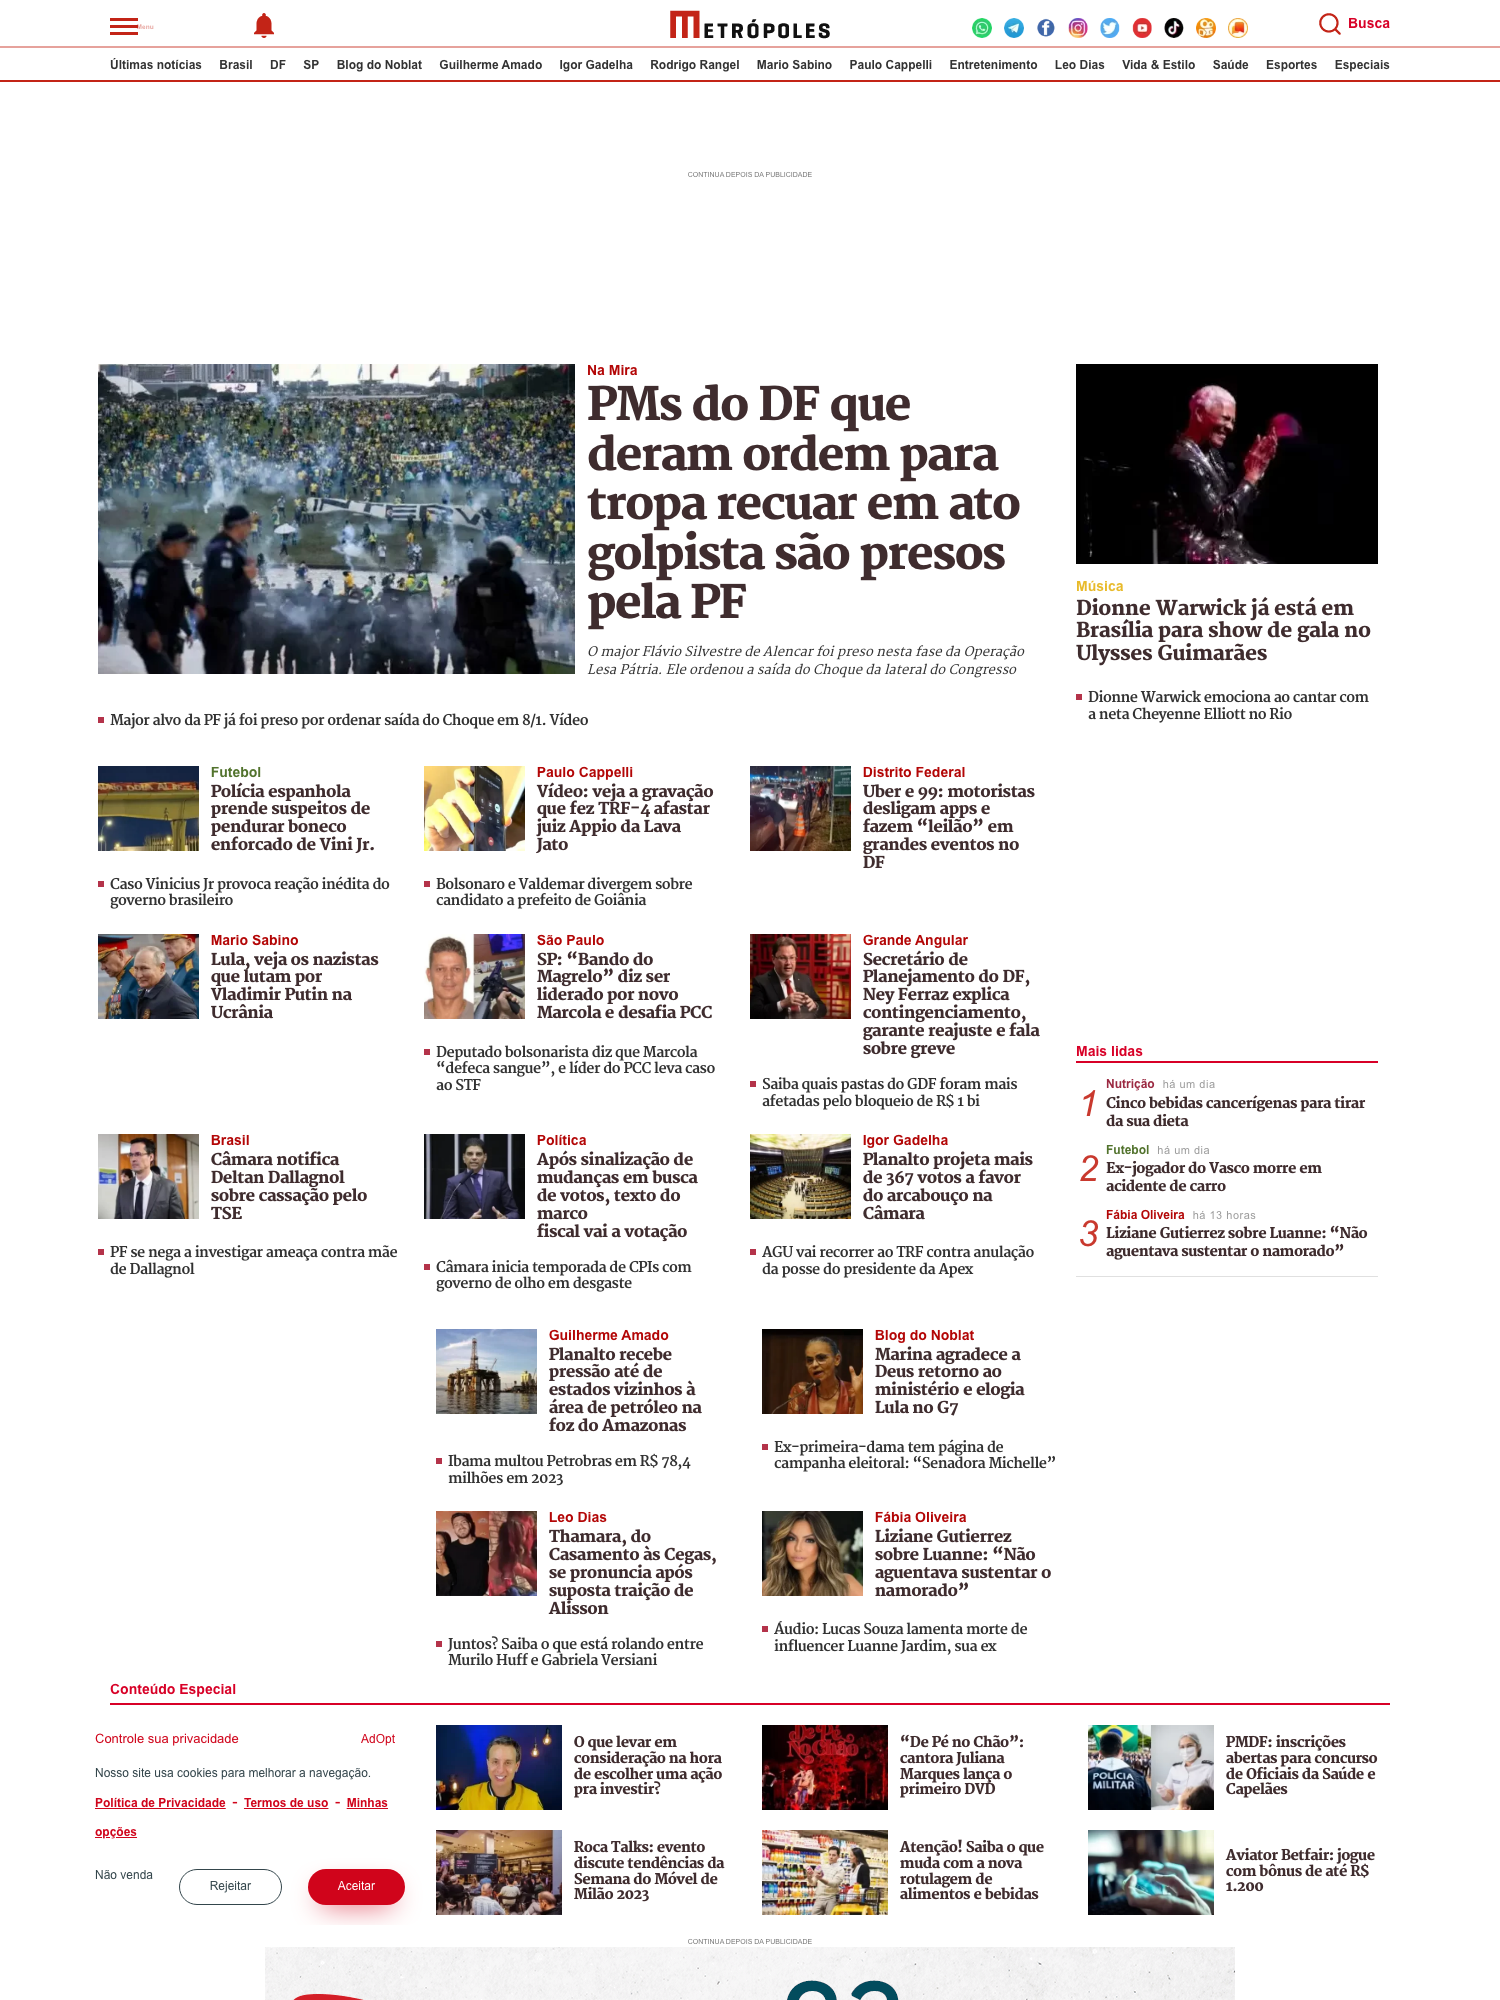 Menu
METRÓPOLES
Busca
Últimas notícias Brasil DF SP Blog do Noblat Guilherme Amado Igor Gadelha Rodrigo Rangel Mario Sabino Paulo Cappelli Entretenimento Leo Dias Vida & Estilo Saúde Esportes Especiais
CONTINUA DEPOIS DA PUBLICIDADE
Na Mira
PMs do DF que
deram ordem para
tropa recuar em ato
golpista são presos
pela PF
O major Flávio Silvestre de Alencar foi preso nesta fase da Operação
Lesa Pátria. Ele ordenou a saída do Choque da lateral do Congresso
Major alvo da PF já foi preso por ordenar saída do Choque em 8/1. Vídeo
Música
Dionne Warwick já está em
Brasília para show de gala no
Ulysses Guimarães
Dionne Warwick emociona ao cantar com
a neta Cheyenne Elliott no Rio
Futebol
Polícia espanhola
prende suspeitos de
pendurar boneco
enforcado de Vini Jr.
Caso Vinicius Jr provoca reação inédita do
governo brasileiro
Paulo Cappelli
Vídeo: veja a gravação
que fez TRF-4 afastar
juiz Appio da Lava
Jato
Bolsonaro e Valdemar divergem sobre
candidato a prefeito de Goiânia
Distrito Federal
Uber e 99: motoristas
desligam apps e
fazem “leilão” em
grandes eventos no
DF
Mario Sabino
Lula, veja os nazistas
que lutam por
Vladimir Putin na
Ucrânia
São Paulo
SP: “Bando do
Magrelo” diz ser
liderado por novo
Marcola e desafia PCC
Deputado bolsonarista diz que Marcola
“defeca sangue”, e líder do PCC leva caso
ao STF
Grande Angular
Secretário de
Planejamento do DF,
Ney Ferraz explica
contingenciamento,
garante reajuste e fala
sobre greve
Saiba quais pastas do GDF foram mais
afetadas pelo bloqueio de R$ 1 bi
Brasil
Câmara notifica
Deltan Dallagnol
sobre cassação pelo
TSE
PF se nega a investigar ameaça contra mãe
de Dallagnol
Política
Após sinalização de
mudanças em busca
de votos, texto do
marco
fiscal vai a votação
Câmara inicia temporada de CPIs com
governo de olho em desgaste
Igor Gadelha
Planalto projeta mais
de 367 votos a favor
do arcabouço na
Câmara
AGU vai recorrer ao TRF contra anulação
da posse do presidente da Apex
Mais lidas
1
Nutrição há um dia
Cinco bebidas cancerígenas para tirar
da sua dieta
2
Futebol há um dia
Ex-jogador do Vasco morre em
acidente de carro
3
Fábia Oliveira há 13 horas
Liziane Gutierrez sobre Luanne: “Não
aguentava sustentar o namorado”
Guilherme Amado
Planalto recebe
pressão até de
estados vizinhos à
área de petróleo na
foz do Amazonas
Ibama multou Petrobras em R$ 78,4
milhões em 2023
Blog do Noblat
Marina agradece a
Deus retorno ao
ministério e elogia
Lula no G7
Ex-primeira-dama tem página de
campanha eleitoral: “Senadora Michelle”
Leo Dias
Thamara, do
Casamento às Cegas,
se pronuncia após
suposta traição de
Alisson
Juntos? Saiba o que está rolando entre
Murilo Huff e Gabriela Versiani
Fábia Oliveira
Liziane Gutierrez
sobre Luanne: “Não
aguentava sustentar o
namorado”
Áudio: Lucas Souza lamenta morte de
influencer Luanne Jardim, sua ex
Conteúdo Especial
Controle sua privacidade AdOpt
Nosso site usa cookies para melhorar a navegação.
Política de Privacidade - Termos de uso - Minhas
opções
Não venda Rejeitar Aceitar
O que levar em
consideração na hora
de escolher uma ação
pra investir?
De Pé
No Chão
“De Pé no Chão”:
cantora Juliana
Marques lança o
primeiro DVD
POLÍCIA
MILITAR
PMDF: inscrições
abertas para concurso
de Oficiais da Saúde e
Capelães
Roca Talks: evento
discute tendências da
Semana do Móvel de
Milão 2023
Atenção! Saiba o que
muda com a nova
rotulagem de
alimentos e bebidas
Aviator Betfair: jogue
com bônus de até R$
1.200
CONTINUA DEPOIS DA PUBLICIDADE